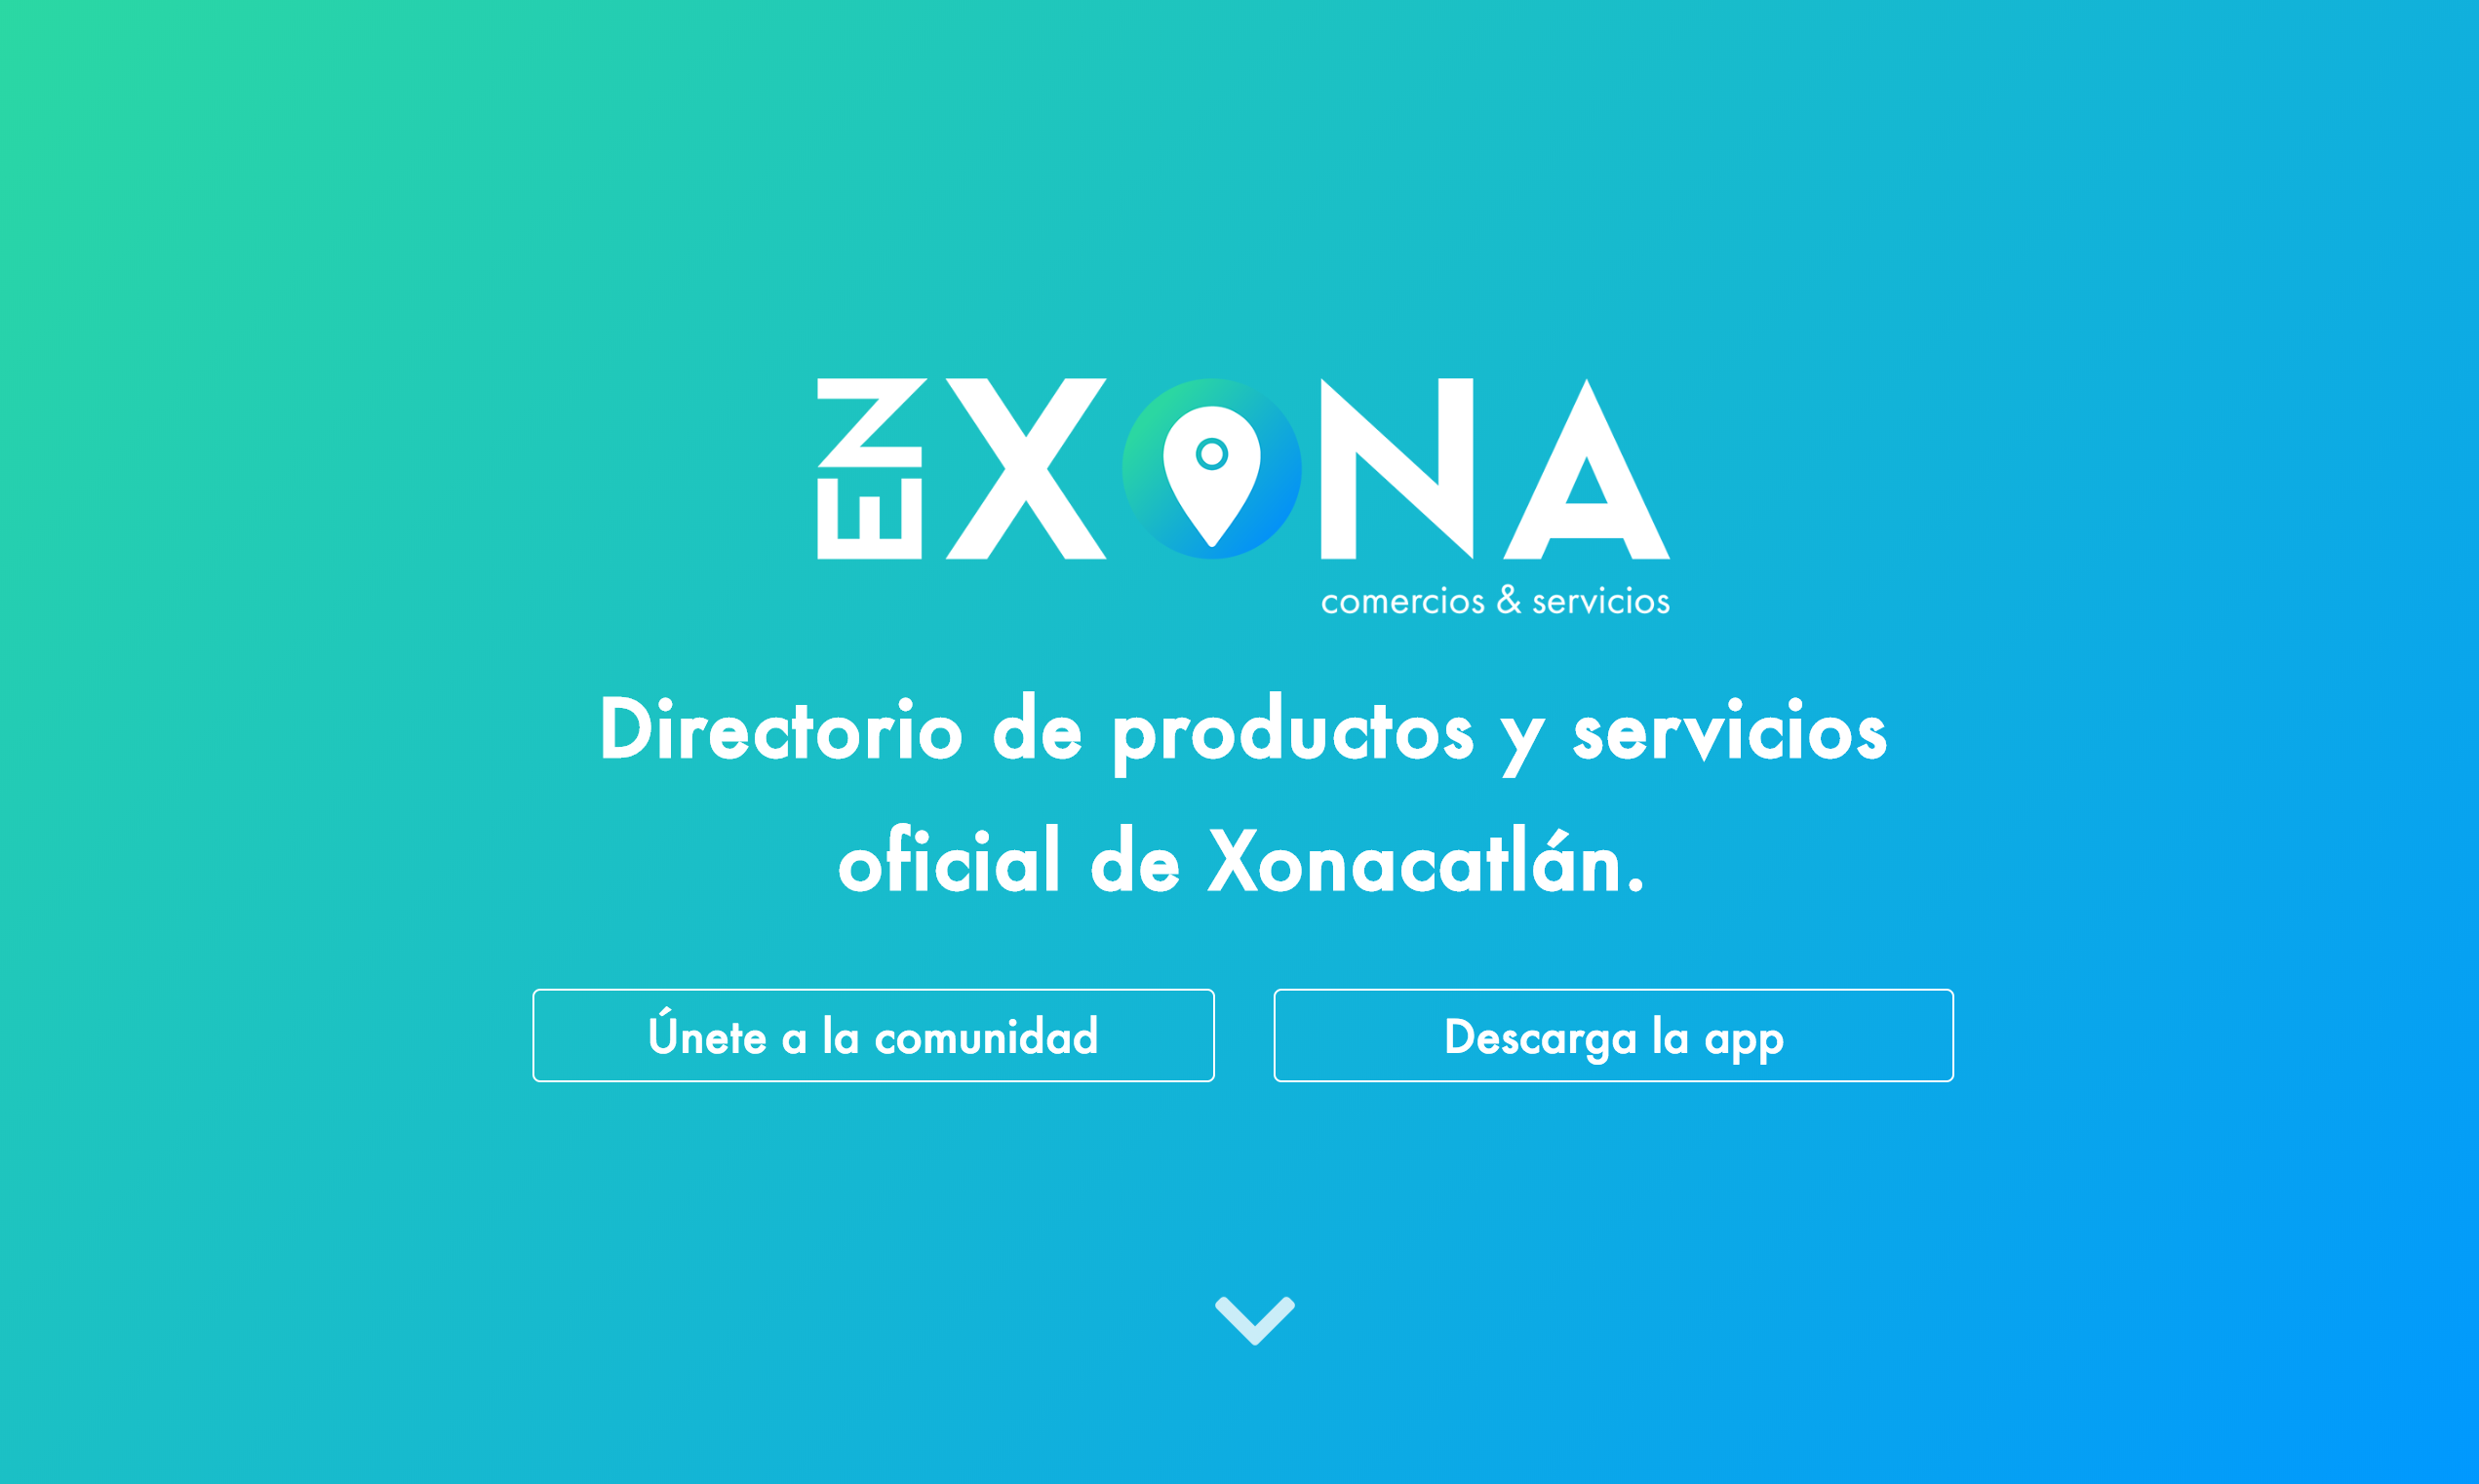 EN XONA
comercios & servicios
Directorio de productos y servicios
oficial de Xonacatlán.
Únete a la comunidad
Descarga la app